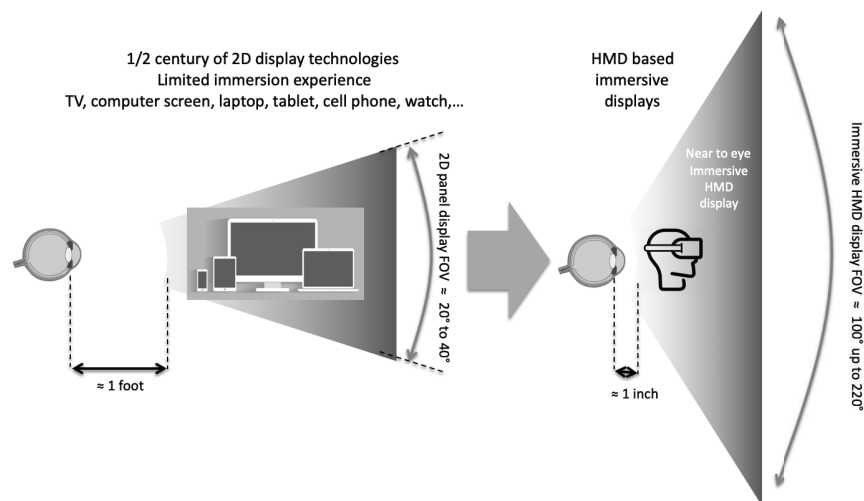 1/2 century of 2D display technologies
Limited immersion experience
TV, computer screen, laptop, tablet, cell phone, watch,...
2D panel display FOV ≈ 20° to 40°
≈ 1 foot
HMD based
immersive
displays
Near to eye
Immersive
HMD
display
≈ 1 inch
Immersive HMD display FOV ≈ 100° up to 220°